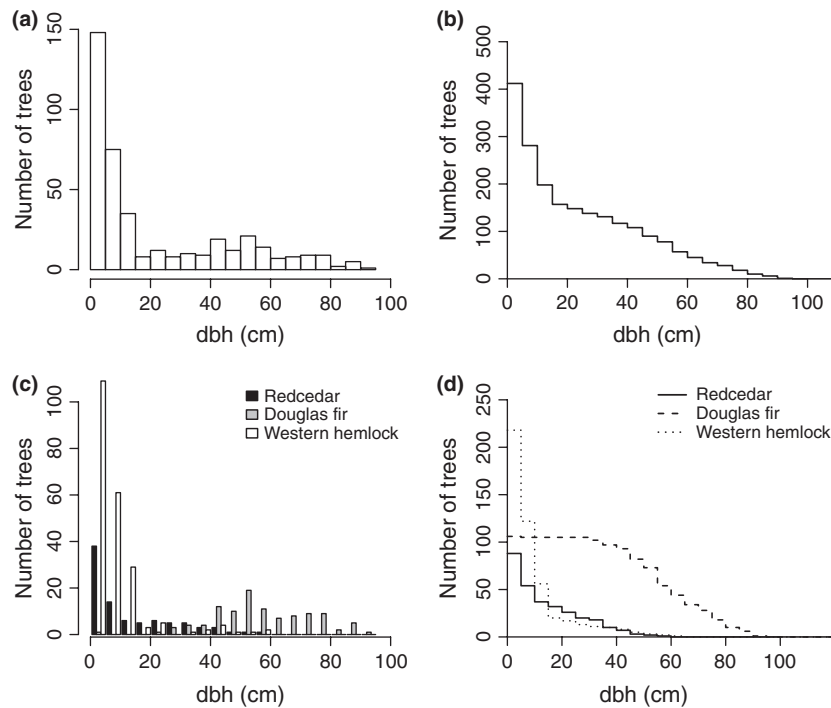 (a)
150
100
50
0
Number of trees
0 20 40 60 80 100
dbh (cm)
(b)
500
400
300
200
100
0
Number of trees
0 20 40 60 80 100
dbh (cm)
(c)
100
80
60
40
20
0
Number of trees
Redcedar
Douglas fir
Western hemlock
0 20 40 60 80 100
dbh (cm)
(d)
250
200
150
100
50
0
Number of trees
Redcedar
Douglas fir
Western hemlock
0 20 40 60 80 100
dbh (cm)